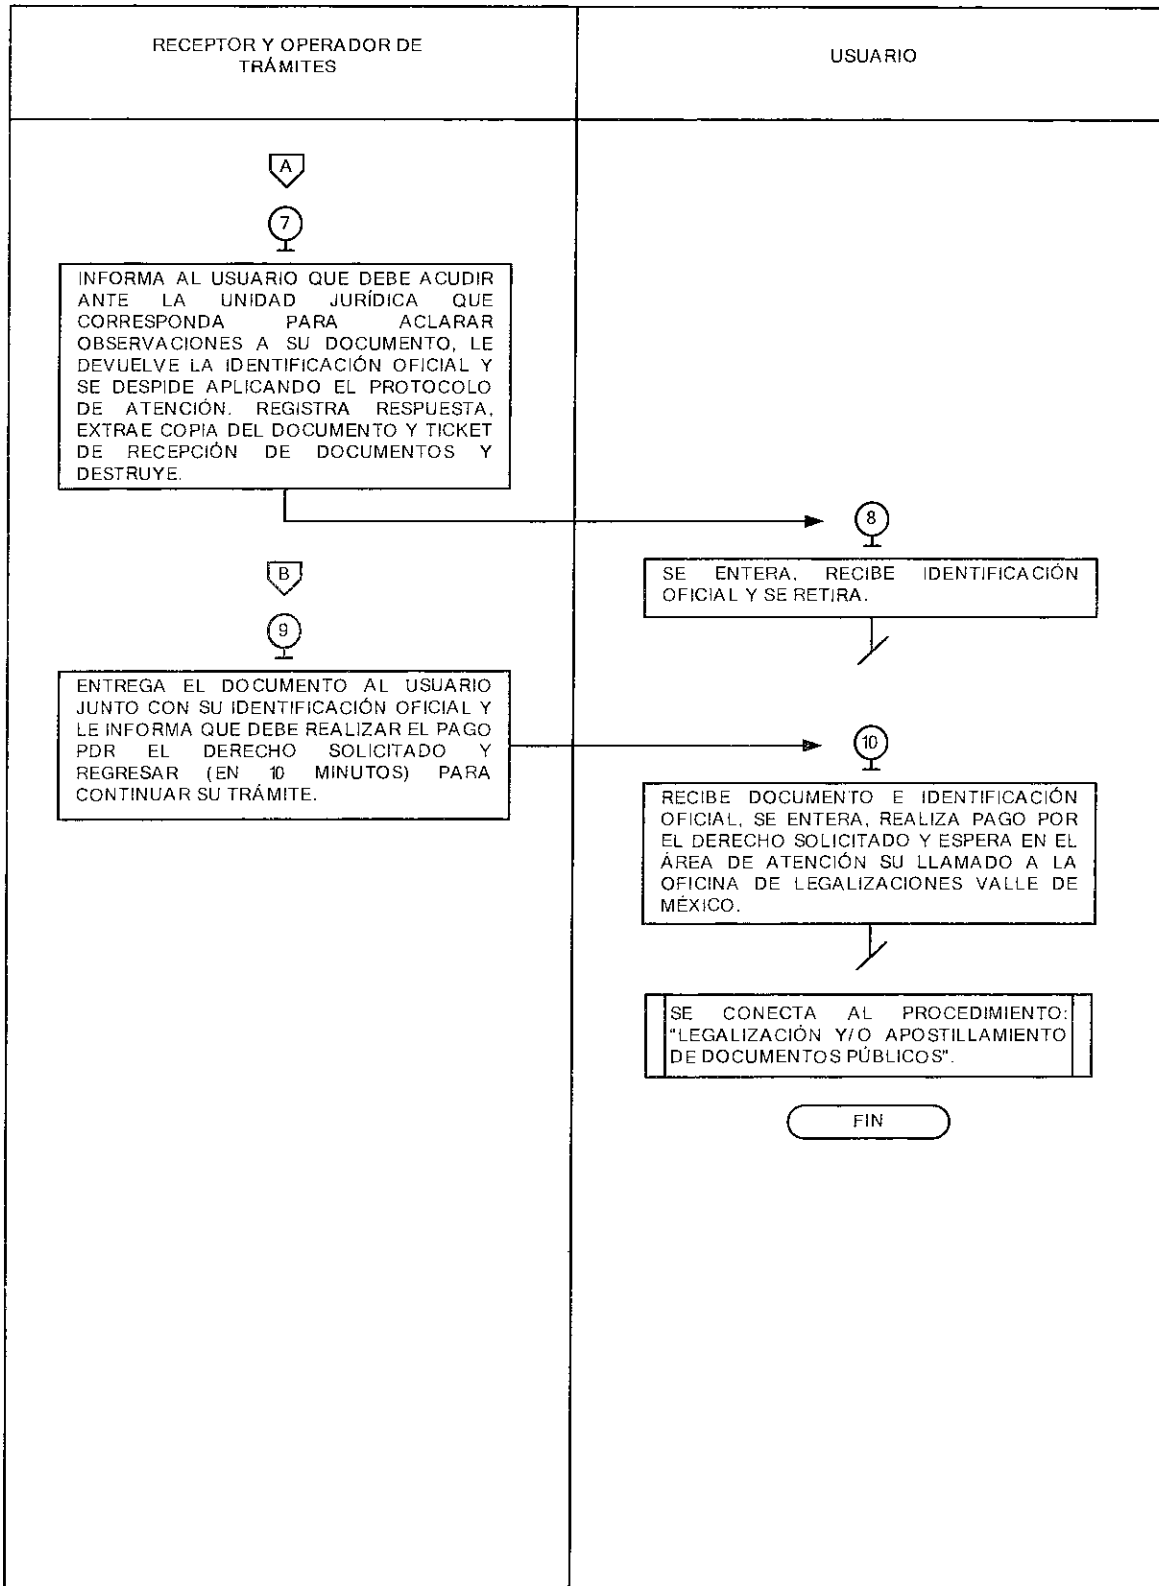 RECEPTOR Y OPERADOR DE
TRÁMITES
USUARIO
A
7
INFORMA AL USUARIO QUE DEBE ACUDIR
ANTE LA UNIDAD JURÍDICA QUE
CORRESPONDA PARA ACLARAR
OBSERVACIONES A SU DOCUMENTO, LE
DEVUELVE LA IDENTIFICACIÓN OFICIAL Y
SE DESPIDE APLICANDO EL PROTOCOLO
DE ATENCIÓN. REGISTRA RESPUESTA,
EXTRAE COPIA DEL DOCUMENTO Y TICKET
DE RECEPCIÓN DE DOCUMENTOS Y
DESTRUYE.
8
SE ENTERA, RECIBE IDENTIFICACIÓN
OFICIAL Y SE RETIRA.
B
9
ENTREGA EL DOCUMENTO AL USUARIO
JUNTO CON SU IDENTIFICACIÓN OFICIAL Y
LE INFORMA QUE DEBE REALIZAR EL PAGO
PDR EL DERECHO SOLICITADO Y
REGRESAR (EN 10 MINUTOS) PARA
CONTINUAR SU TRÁMITE.
10
RECIBE DOCUMENTO E IDENTIFICACIÓN
OFICIAL, SE ENTERA, REALIZA PAGO POR
EL DERECHO SOLICITADO Y ESPERA EN EL
ÁREA DE ATENCIÓN SU LLAMADO A LA
OFICINA DE LEGALIZACIONES VALLE DE
MÉXICO.
SE CONECTA AL PROCEDIMIENTO:
"LEGALIZACIÓN Y/O APOSTILLAMIENTO
DE DOCUMENTOS PÚBLICOS".
FIN